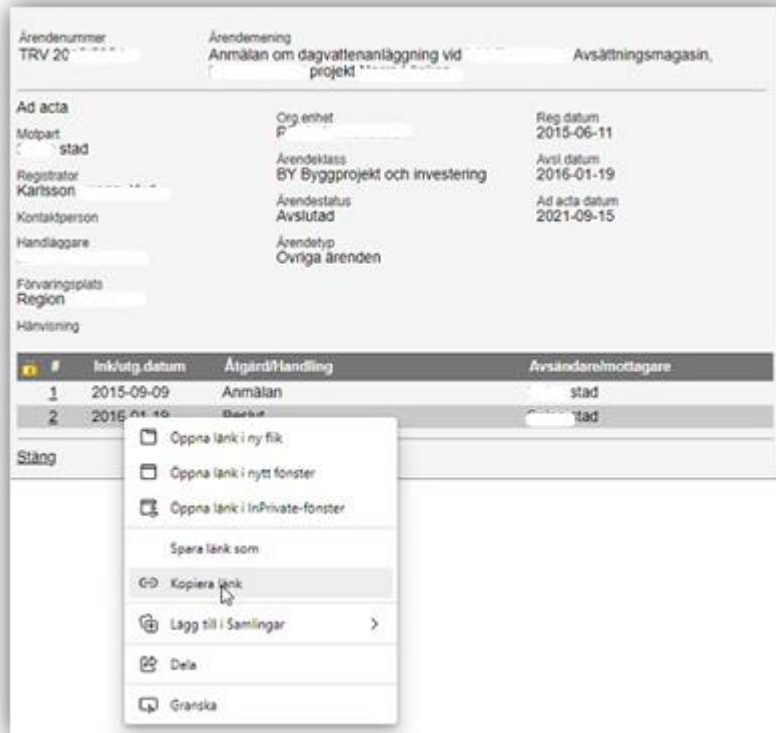 Ärendenummer
TRV 20
Ärendemening
Anmälan om dagvattenanläggning vid Avsättningsmagasin,
projekt
Ad acta
Motpart
stad
Registrator
Karlsson
Kontaktperson
Handläggare
Förvaringsplats
Region
Hänvisning
Org.enhet
Ärendeklass
BY Byggprojekt och investering
Ärendestatus
Avslutad
Ärendetyp
Övriga ärenden
Reg.datum
2015-06-11
Avsl.datum
2016-01-19
Ad acta datum
2021-09-15
# Ink/utg.datum Åtgärd/Handling Avsändare/mottagare
1 2015-09-09 Anmälan stad
2 2016-01-19 Beslut stad
Stäng
Öppna länk i ny flik
Öppna länk i nytt fönster
Öppna länk i InPrivate-fönster
Spara länk som
Kopiera länk
Lägg till i Samlingar
Dela
Granska